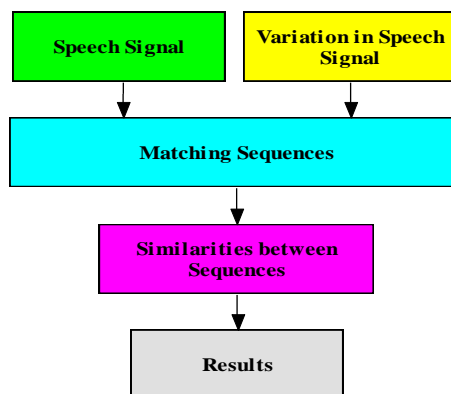 Speech Signal
Variation in Speech
Signal
Matching Sequences
Similarities between
Sequences
Results